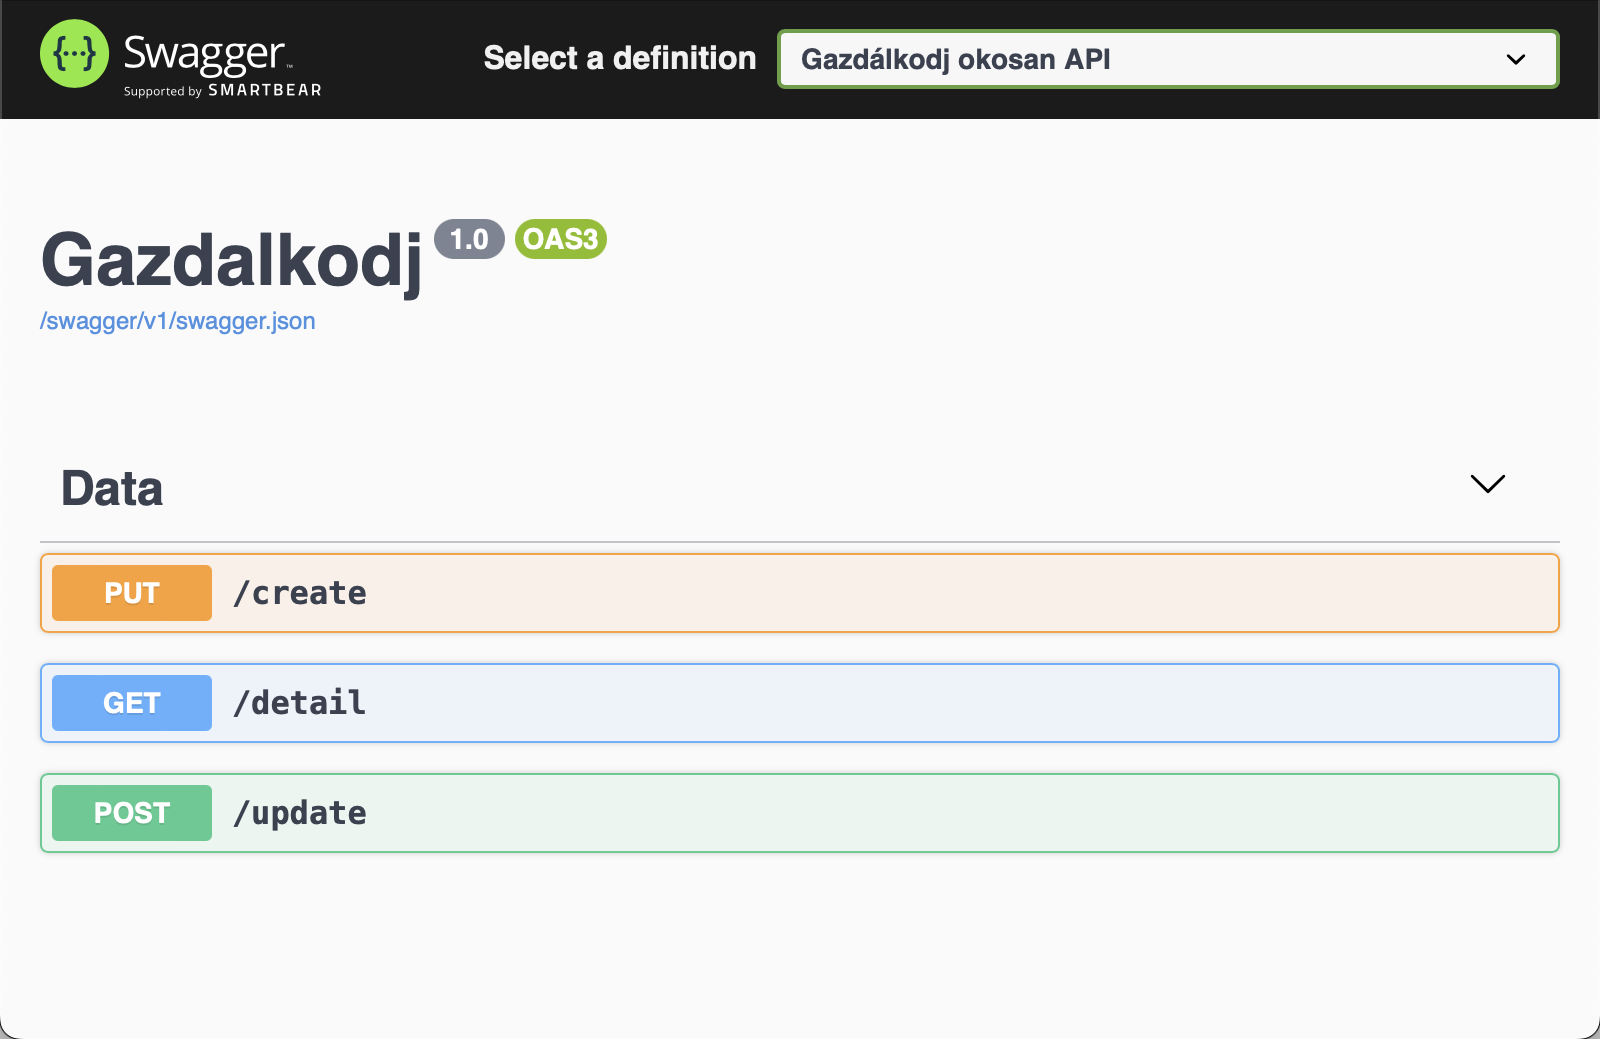 {...} Swagger™
Supported by SMARTBEAR
Select a definition
Gazdálkodj okosan API
Gazdalkodj 1.0 OAS3
/swagger/v1/swagger.json
Data
PUT /create
GET /detail
POST /update